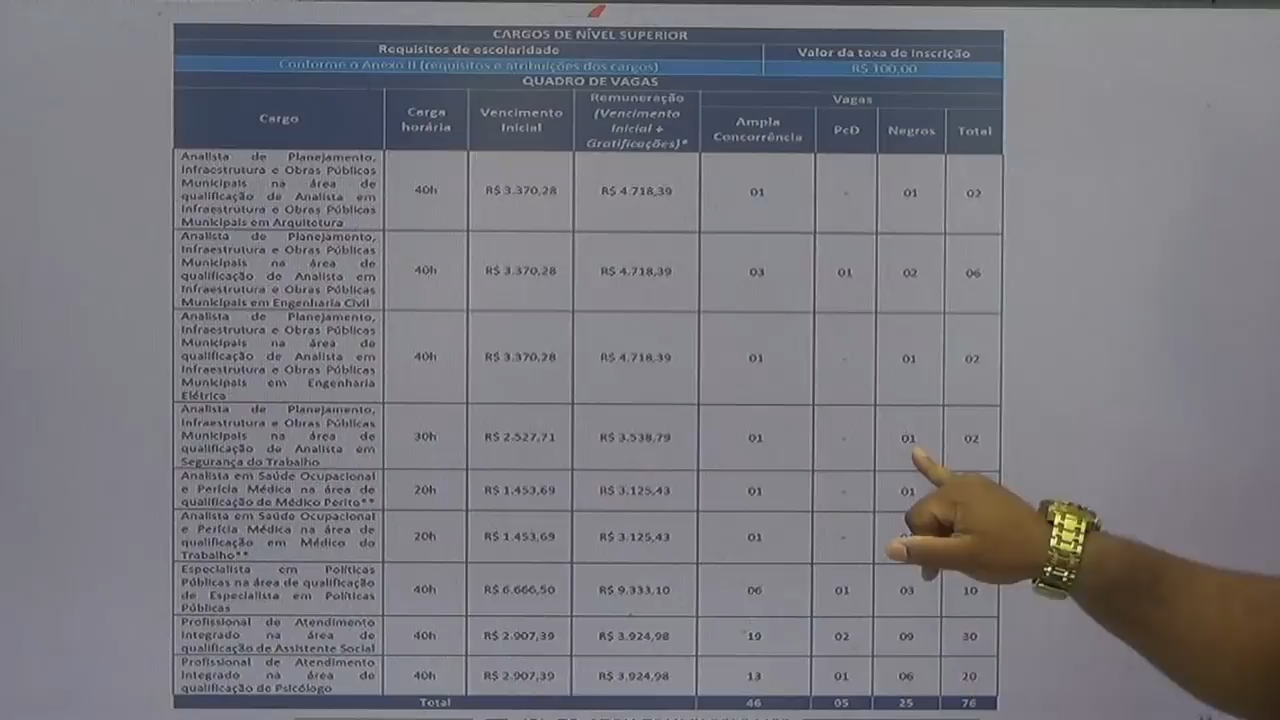 CARGOS DE NÍVEL SUPERIOR
Requisitos de escolaridade
Valor da taxa de inscrição
Conforme o Anexo II (requisitos e atribuições dos cargos)
R$ 100,00
QUADRO DE VAGAS
Cargo
Carga
horária
Vencimento
Inicial
Remuneração
(Vencimento
Inicial +
Gratificações)*
Vagas
Ampla
Concorrência
PcD
Negros
Total
Analista de Planejamento,
Infraestrutura e Obras Públicas
Municipais na área de
qualificação de Analista em
Infraestrutura e Obras Públicas
Municipais em Arquitetura
40h
R$ 3.370,28
R$ 4.718,39
01
-
01
02
Analista de Planejamento,
Infraestrutura e Obras Públicas
Municipais na área de
qualificação de Analista em
Infraestrutura e Obras Públicas
Municipais em Engenharia Civil
40h
R$ 3.370,28
R$ 4.718,39
03
01
02
06
Analista de Planejamento,
Infraestrutura e Obras Públicas
Municipais na área de
qualificação de Analista em
Infraestrutura e Obras Públicas
Municipais em Engenharia
Elétrica
40h
R$ 3.370,28
R$ 4.718,39
01
-
01
02
Analista de Planejamento,
Infraestrutura e Obras Públicas
Municipais na área de
qualificação de Analista em
Segurança do Trabalho
30h
R$ 2.527,71
R$ 3.538,79
01
-
01
02
Analista em Saúde Ocupacional
e Perícia Médica na área de
qualificação de Médico Perito**
20h
R$ 1.453,69
R$ 3.125,43
01
-
01
Analista em Saúde Ocupacional
e Perícia Médica na área de
qualificação em Médico do
Trabalho**
20h
R$ 1.453,69
R$ 3.125,43
01
-
Especialista em Políticas
Públicas na área de qualificação
de Especialista em Políticas
Públicas
40h
R$ 6.666,50
R$ 9.333,10
06
01
03
10
Profissional de Atendimento
Integrado na área de
qualificação de Assistente Social
40h
R$ 2.907,39
R$ 3.924,98
19
02
09
30
Profissional de Atendimento
Integrado na área de
qualificação de Psicólogo
40h
R$ 2.907,39
R$ 3.924,98
13
01
06
20
Total
46
05
25
76